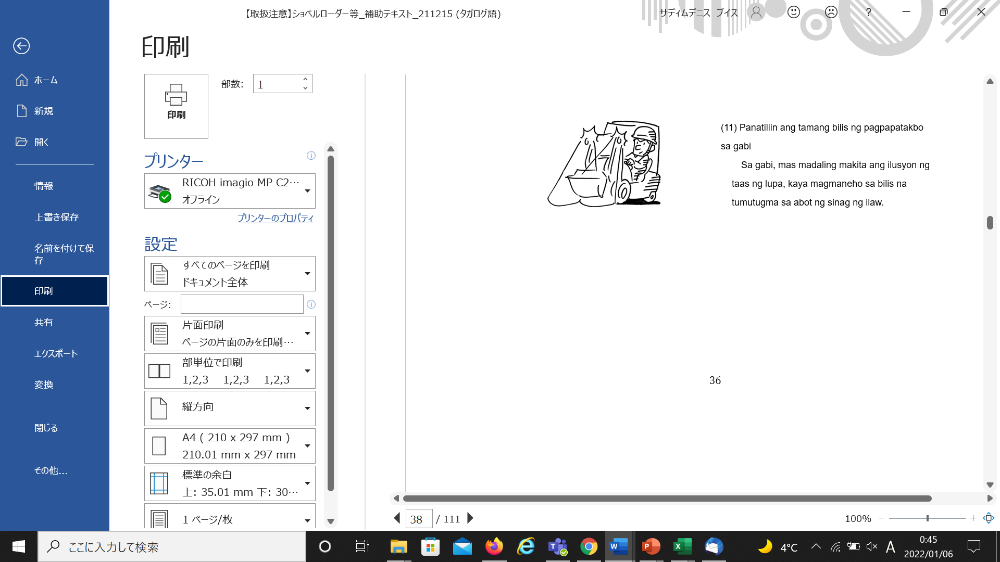 【取扱注意】ショベルローダー等_補助テキスト_211215 (タガログ語)
サディムデニス ブイス
?
印刷
ホーム
新規
開く
情報
上書き保存
名前を付けて保
存
印刷
共有
エクスポート
変換
閉じる
その他...
印刷
部数:
1
プリンター
RICOH imagio MP C2…
オフライン
プリンターのプロパティ
設定
すべてのページを印刷
ドキュメント全体
ページ:
片面印刷
ページの片面のみを印刷…
部単位で印刷
1,2,3 1,2,3 1,2,3
縦方向
A4 ( 210 x 297 mm )
210.01 mm x 297 mm
標準の余白
上: 35.01 mm 下: 30…
1 ページ/枚
(11) Panatiliin ang tamang bilis ng pagpapatakbo
sa gabi
Sa gabi, mas madaling makita ang ilusyon ng
taas ng lupa, kaya magmaneho sa bilis na
tumutugma sa abot ng sinag ng ilaw.
36
38 / 111
100%
ここに入力して検索
4°C
A
0:45
2022/01/06